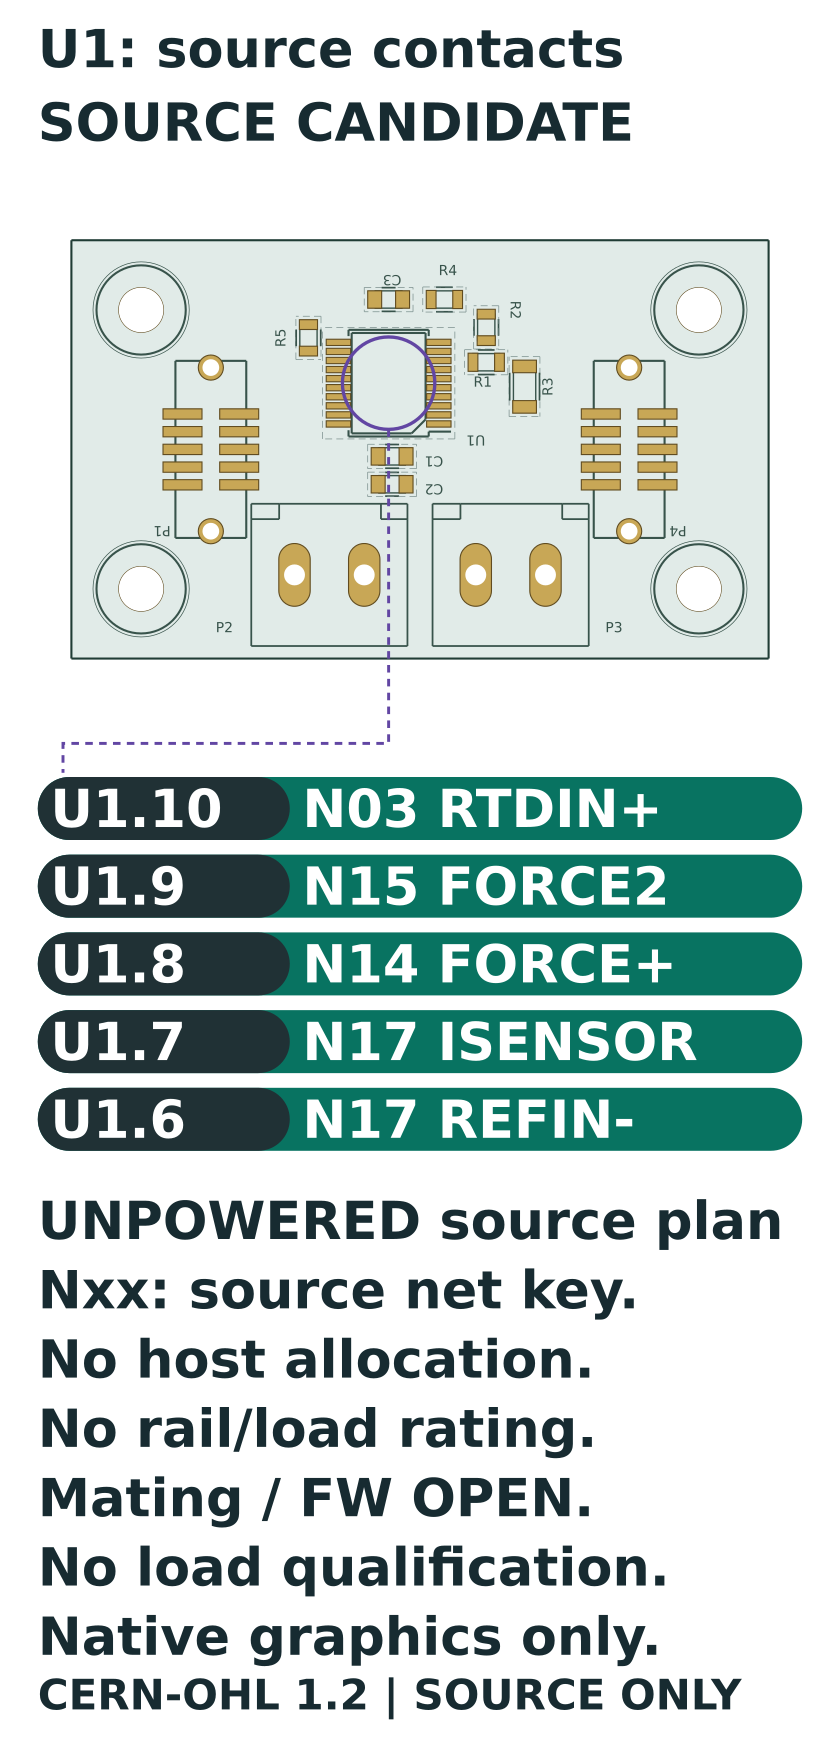 U1: source contacts
SOURCE CANDIDATE
C3
R4
R2
R5
R1
R3
U1
C1
C2
P1
P4
P2
P3
U1.10 N03 RTDIN+
U1.9 N15 FORCE2
U1.8 N14 FORCE+
U1.7 N17 ISENSOR
U1.6 N17 REFIN-
UNPOWERED source plan
Nxx: source net key.
No host allocation.
No rail/load rating.
Mating / FW OPEN.
No load qualification.
Native graphics only.
CERN-OHL 1.2 | SOURCE ONLY